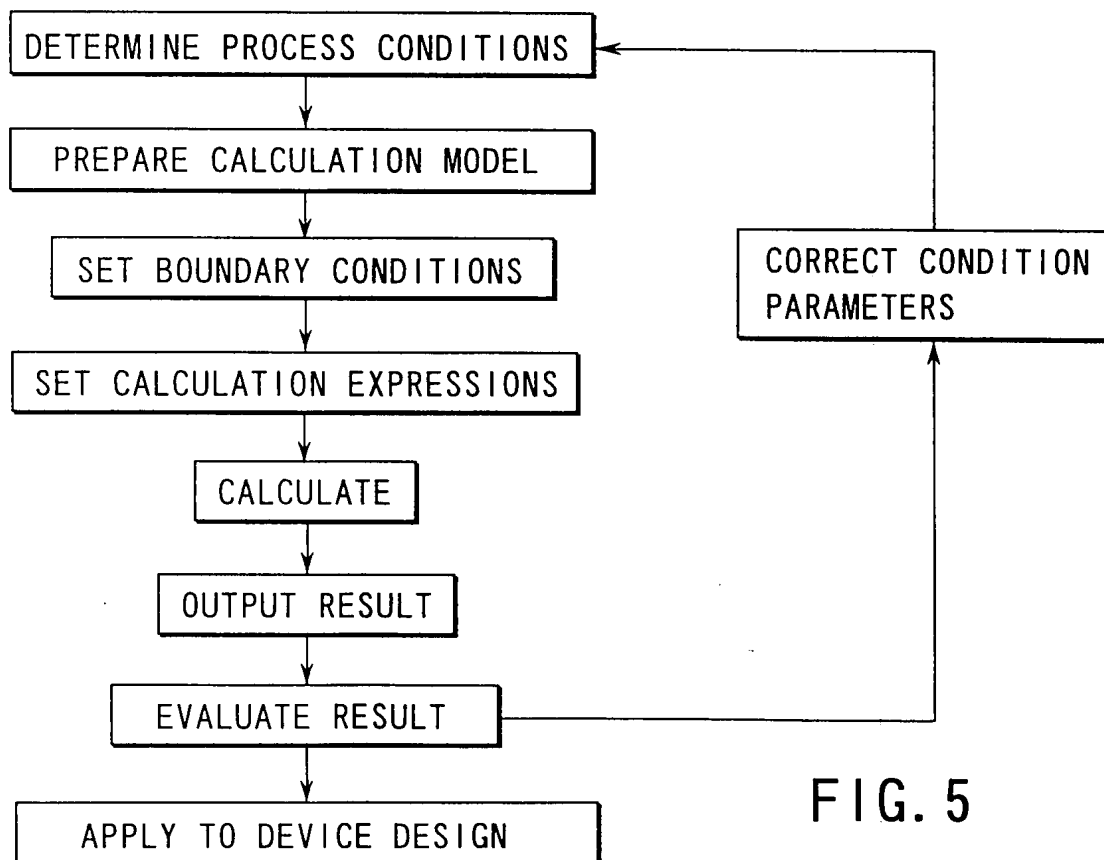 DETERMINE PROCESS CONDITIONS
PREPARE CALCULATION MODEL
SET BOUNDARY CONDITIONS
CORRECT CONDITION
PARAMETERS
SET CALCULATION EXPRESSIONS
CALCULATE
OUTPUT RESULT
EVALUATE RESULT
APPLY TO DEVICE DESIGN
FIG. 5